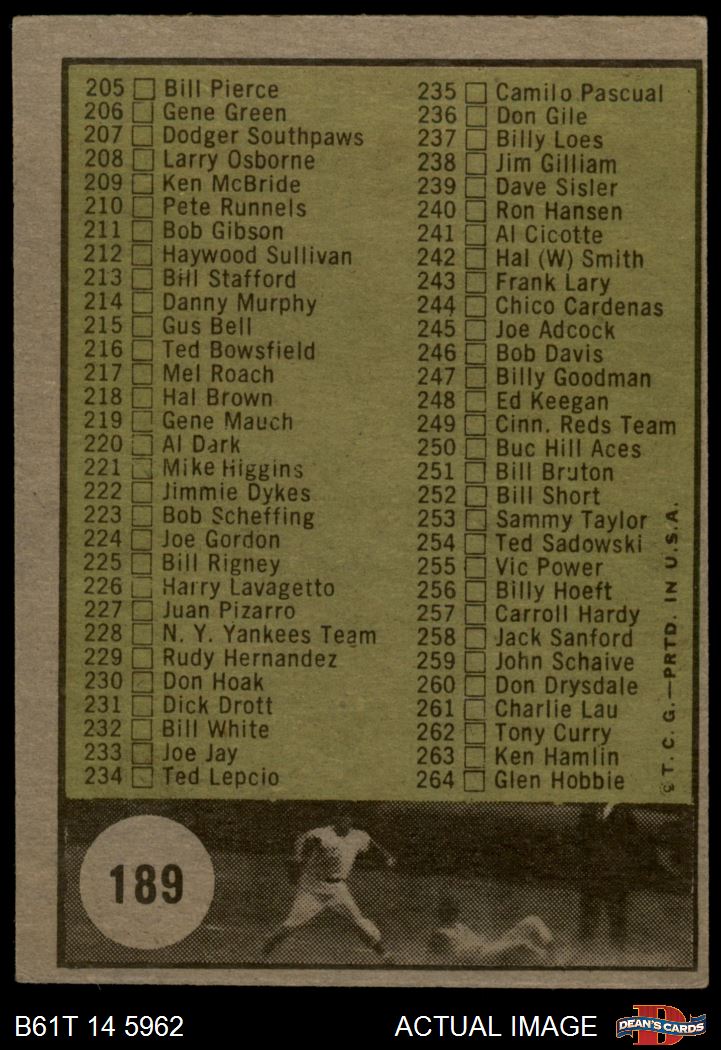 205 Bill Pierce
206 Gene Green
207 Dodger Southpaws
208 Larry Osborne
209 Ken McBride
210 Pete Runnels
211 Bob Gibson
212 Haywood Sullivan
213 Bill Stafford
214 Danny Murphy
215 Gus Bell
216 Ted Bowsfield
217 Mel Roach
218 Hal Brown
219 Gene Mauch
220 Al Dark
221 Mike Higgins
222 Jimmie Dykes
223 Bob Scheffing
224 Joe Gordon
225 Bill Rigney
226 Harry Lavagetto
227 Juan Pizarro
228 N. Y. Yankees Team
229 Rudy Hernandez
230 Don Hoak
231 Dick Drott
232 Bill White
233 Joe Jay
234 Ted Lepcio
235 Camilo Pascual
236 Don Gile
237 Billy Loes
238 Jim Gilliam
239 Dave Sisler
240 Ron Hansen
241 Al Cicotte
242 Hal (W) Smith
243 Frank Lary
244 Chico Cardenas
245 Joe Adcock
246 Bob Davis
247 Billy Goodman
248 Ed Keegan
249 Cinn. Reds Team
250 Buc Hill Aces
251 Bill Bruton
252 Bill Short
253 Sammy Taylor
254 Ted Sadowski
255 Vic Power
256 Billy Hoeft
257 Carroll Hardy
258 Jack Sanford
259 John Schaive
260 Don Drysdale
261 Charlie Lau
262 Tony Curry
263 Ken Hamlin
264 Glen Hobbie
© T. C. G.—PRTD. IN U.S.A.
189
B61T 14 5962
ACTUAL IMAGE
DEAN'S CARDS